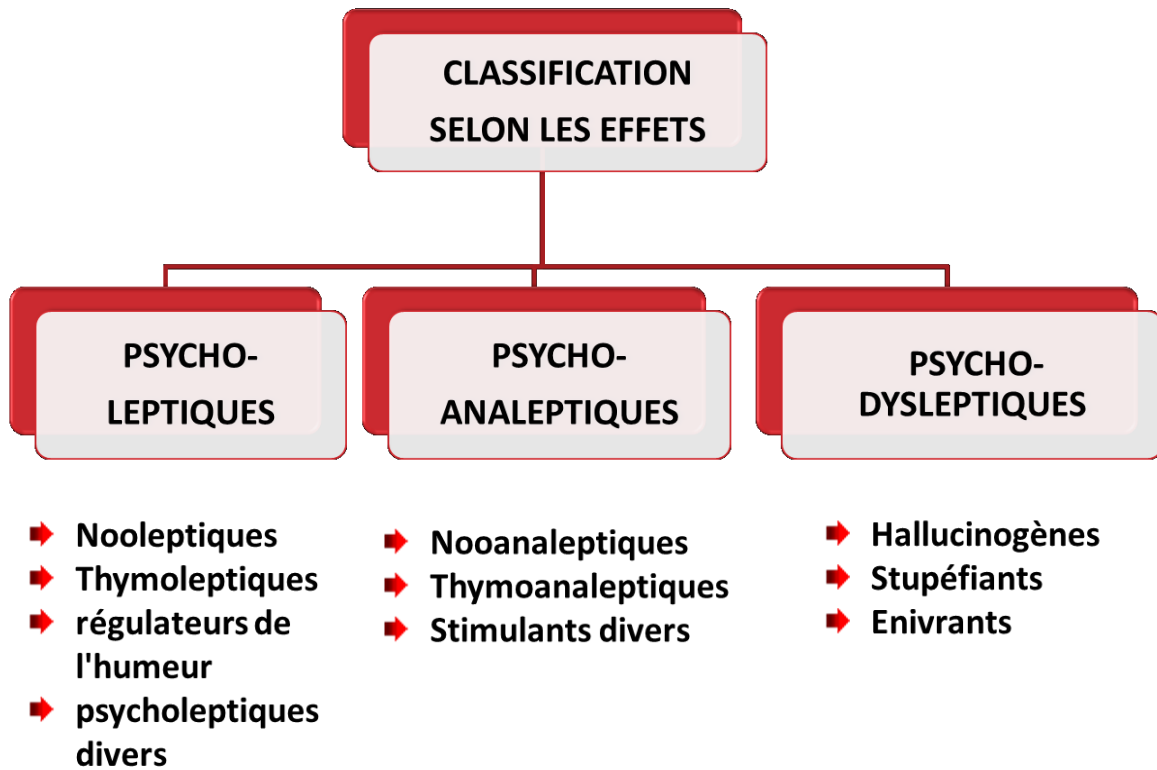 CLASSIFICATION
SELON LES EFFETS
PSYCHO-
LEPTIQUES
PSYCHO-
ANALEPTIQUES
PSYCHO-
DYSLEPTIQUES
Nooleptiques
Thymoleptiques
régulateurs de
l'humeur
psycholeptiques
divers
Nooanaleptiques
Thymoanaleptiques
Stimulants divers
Hallucinogènes
Stupéfiants
Enivrants